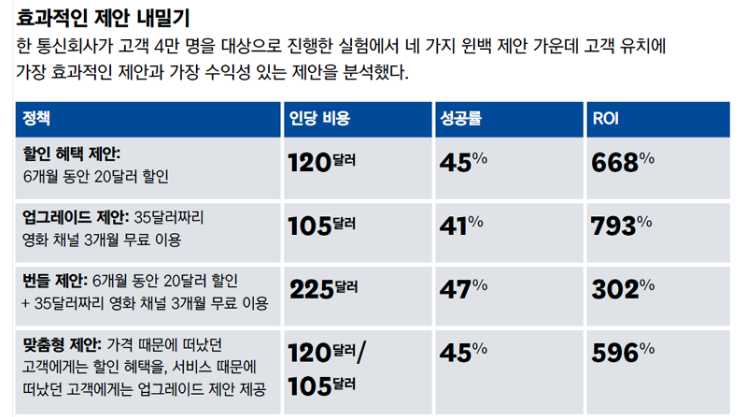 효과적인 제안 내밀기
한 통신회사가 고객 4만 명을 대상으로 진행한 실험에서 네 가지 윈백 제안 가운데 고객 유치에
가장 효과적인 제안과 가장 수익성 있는 제안을 분석했다.
정책 인당 비용 성공률 ROI
할인 혜택 제안:
6개월 동안 20달러 할인
120달러 45% 668%
업그레이드 제안: 35달러짜리
영화 채널 3개월 무료 이용
105달러 41% 793%
번들 제안: 6개월 동안 20달러 할인
+ 35달러짜리 영화 채널 3개월 무료 이용
225달러 47% 302%
맞춤형 제안: 가격 때문에 떠났던
고객에게는 할인 혜택을, 서비스 때문에
떠났던 고객에게는 업그레이드 제안 제공
120달러/ 45% 596%
105달러